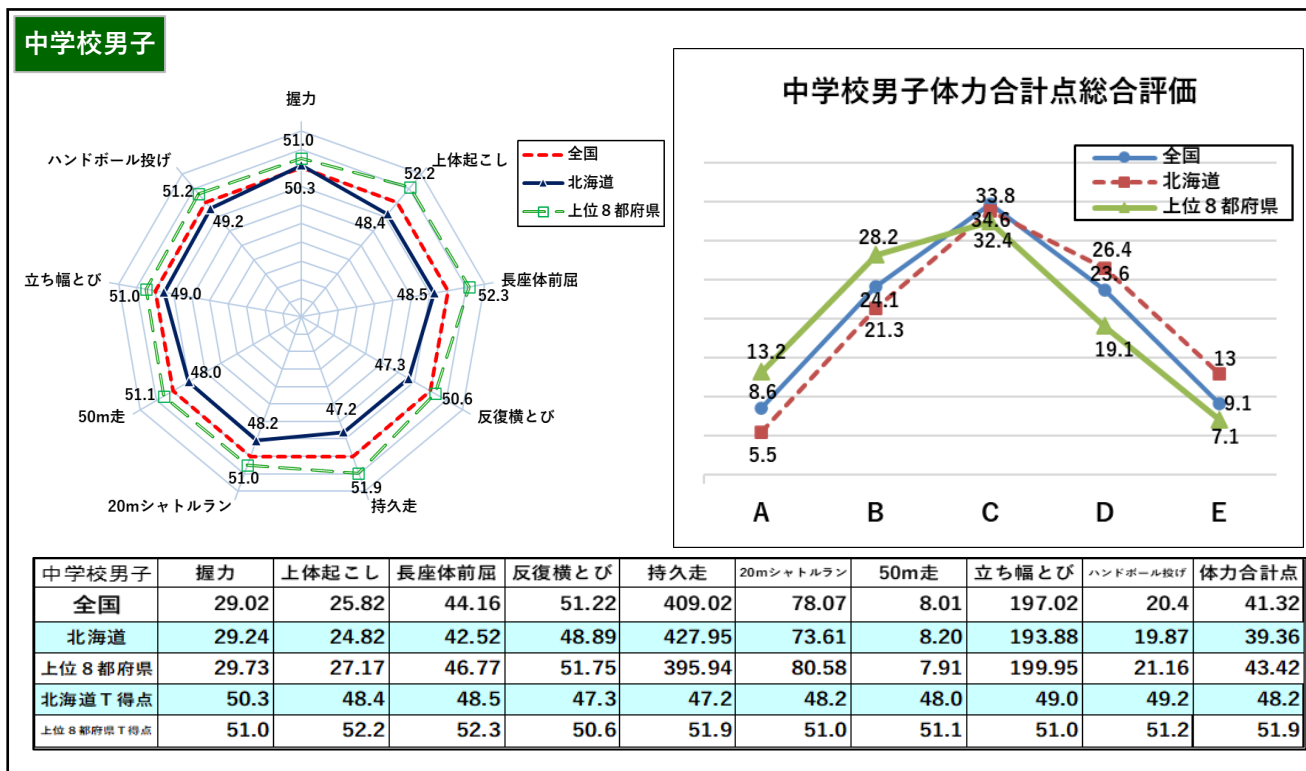 中学校男子
握力
51.0
50.3
ハンドボール投げ
51.2
49.2
上体起こし
52.2
48.4
全国
北海道
上位８都府県
立ち幅とび
51.0
49.0
長座体前屈
48.5
52.3
50m走
51.1
48.0
47.3
50.6
反復横とび
48.2
47.2
51.0
51.9
20mシャトルラン
持久走
中学校男子体力合計点総合評価
全国
北海道
上位８都府県
13.2
8.6
5.5
28.2
24.1
21.3
33.8
34.6
32.4
26.4
23.6
19.1
13
9.1
7.1
A B C D E
中学校男子 握力 上体起こし 長座体前屈 反復横とび 持久走 20mシャトルラン 50m走 立ち幅とび ハンドボール投げ 体力合計点
全国 29.02 25.82 44.16 51.22 409.02 78.07 8.01 197.02 20.4 41.32
北海道 29.24 24.82 42.52 48.89 427.95 73.61 8.20 193.88 19.87 39.36
上位８都府県 29.73 27.17 46.77 51.75 395.94 80.58 7.91 199.95 21.16 43.42
北海道Ｔ得点 50.3 48.4 48.5 47.3 47.2 48.2 48.0 49.0 49.2 48.2
上位８都府県Ｔ得点 51.0 52.2 52.3 50.6 51.9 51.0 51.1 51.0 51.2 51.9